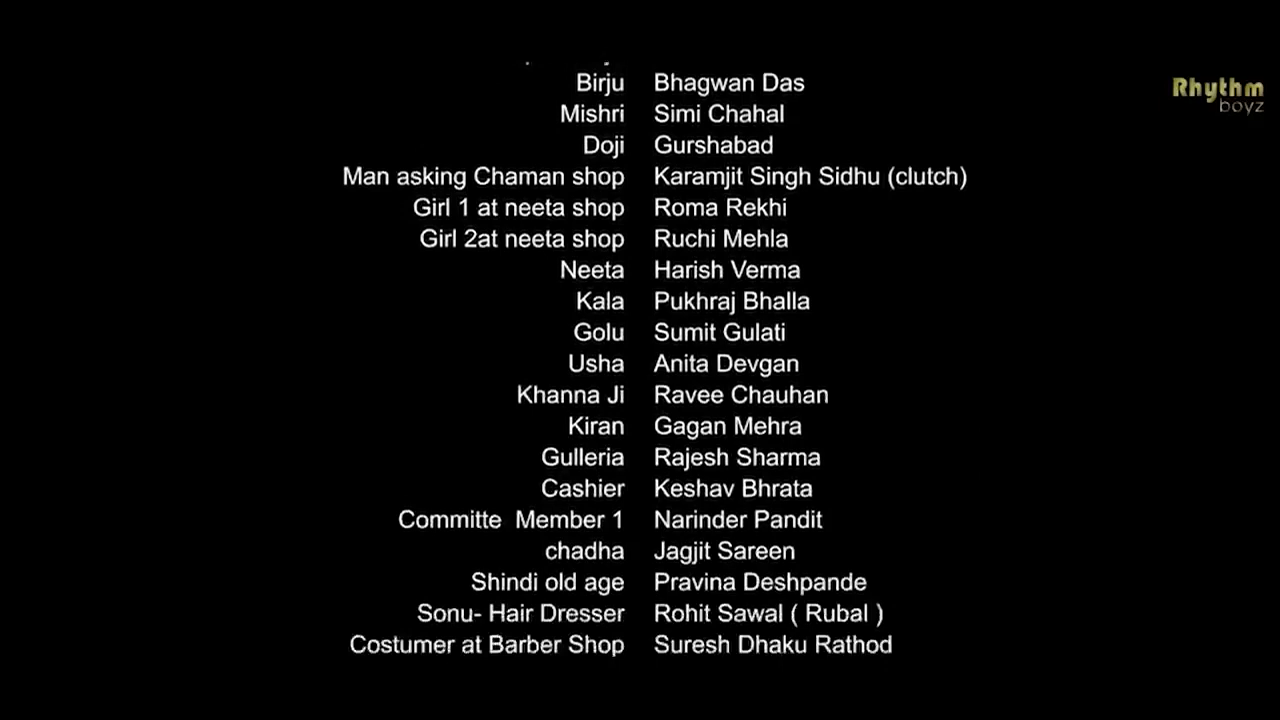 Birju Bhagwan Das
Mishri Simi Chahal
Doji Gurshabad
Man asking Chaman shop Karamjit Singh Sidhu (clutch)
Girl 1 at neeta shop Roma Rekhi
Girl 2at neeta shop Ruchi Mehla
Neeta Harish Verma
Kala Pukhraj Bhalla
Golu Sumit Gulati
Usha Anita Devgan
Khanna Ji Ravee Chauhan
Kiran Gagan Mehra
Gulleria Rajesh Sharma
Cashier Keshav Bhrata
Committe  Member 1 Narinder Pandit
chadha Jagjit Sareen
Shindi old age Pravina Deshpande
Sonu- Hair Dresser Rohit Sawal ( Rubal )
Costumer at Barber Shop Suresh Dhaku Rathod
Rhythm
boyz